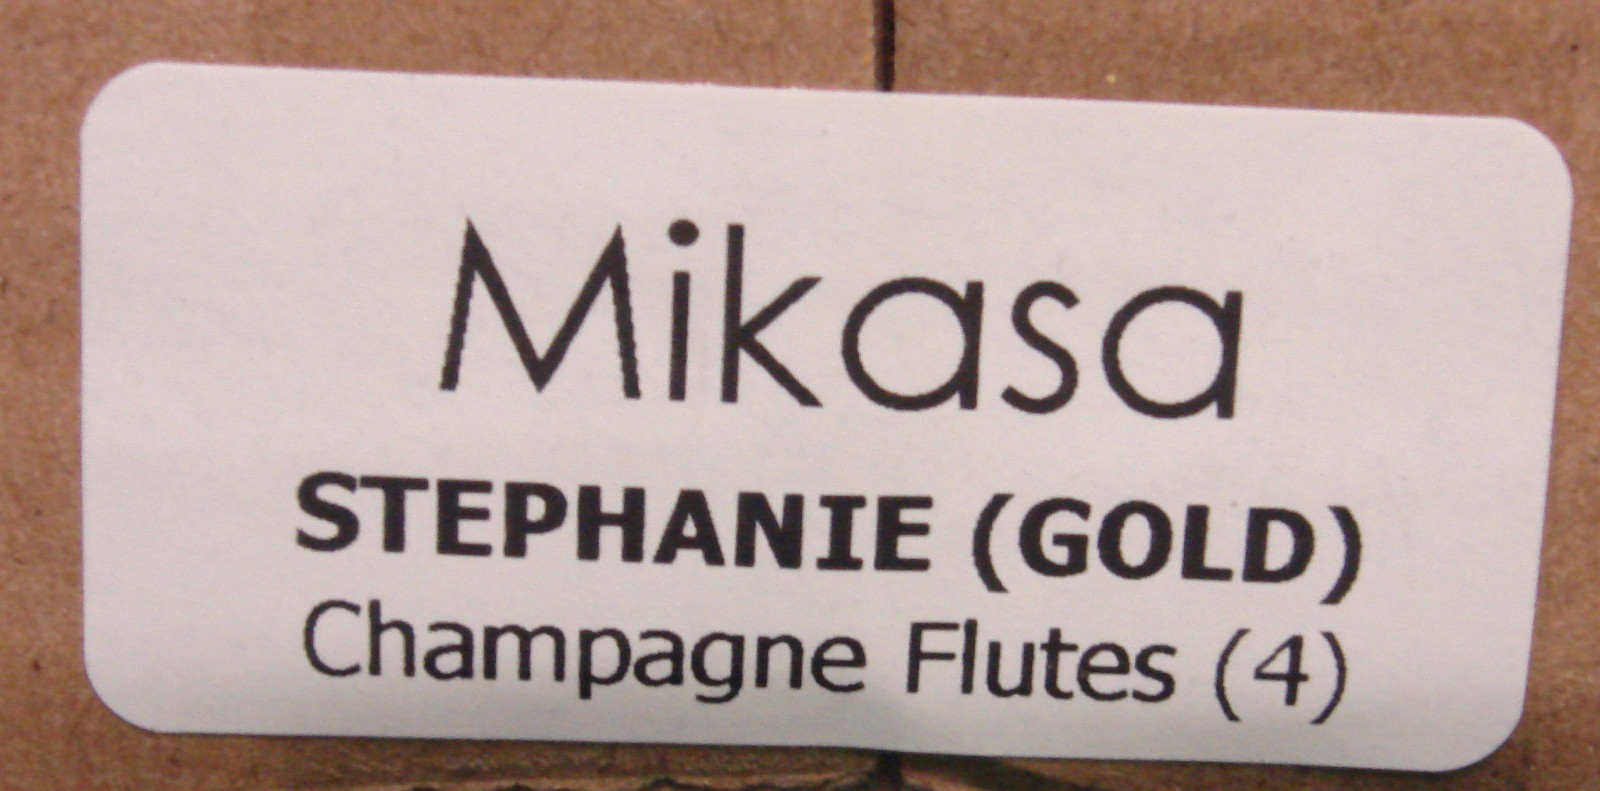 Mikasa
STEPHANIE (GOLD)
Champagne Flutes (4)